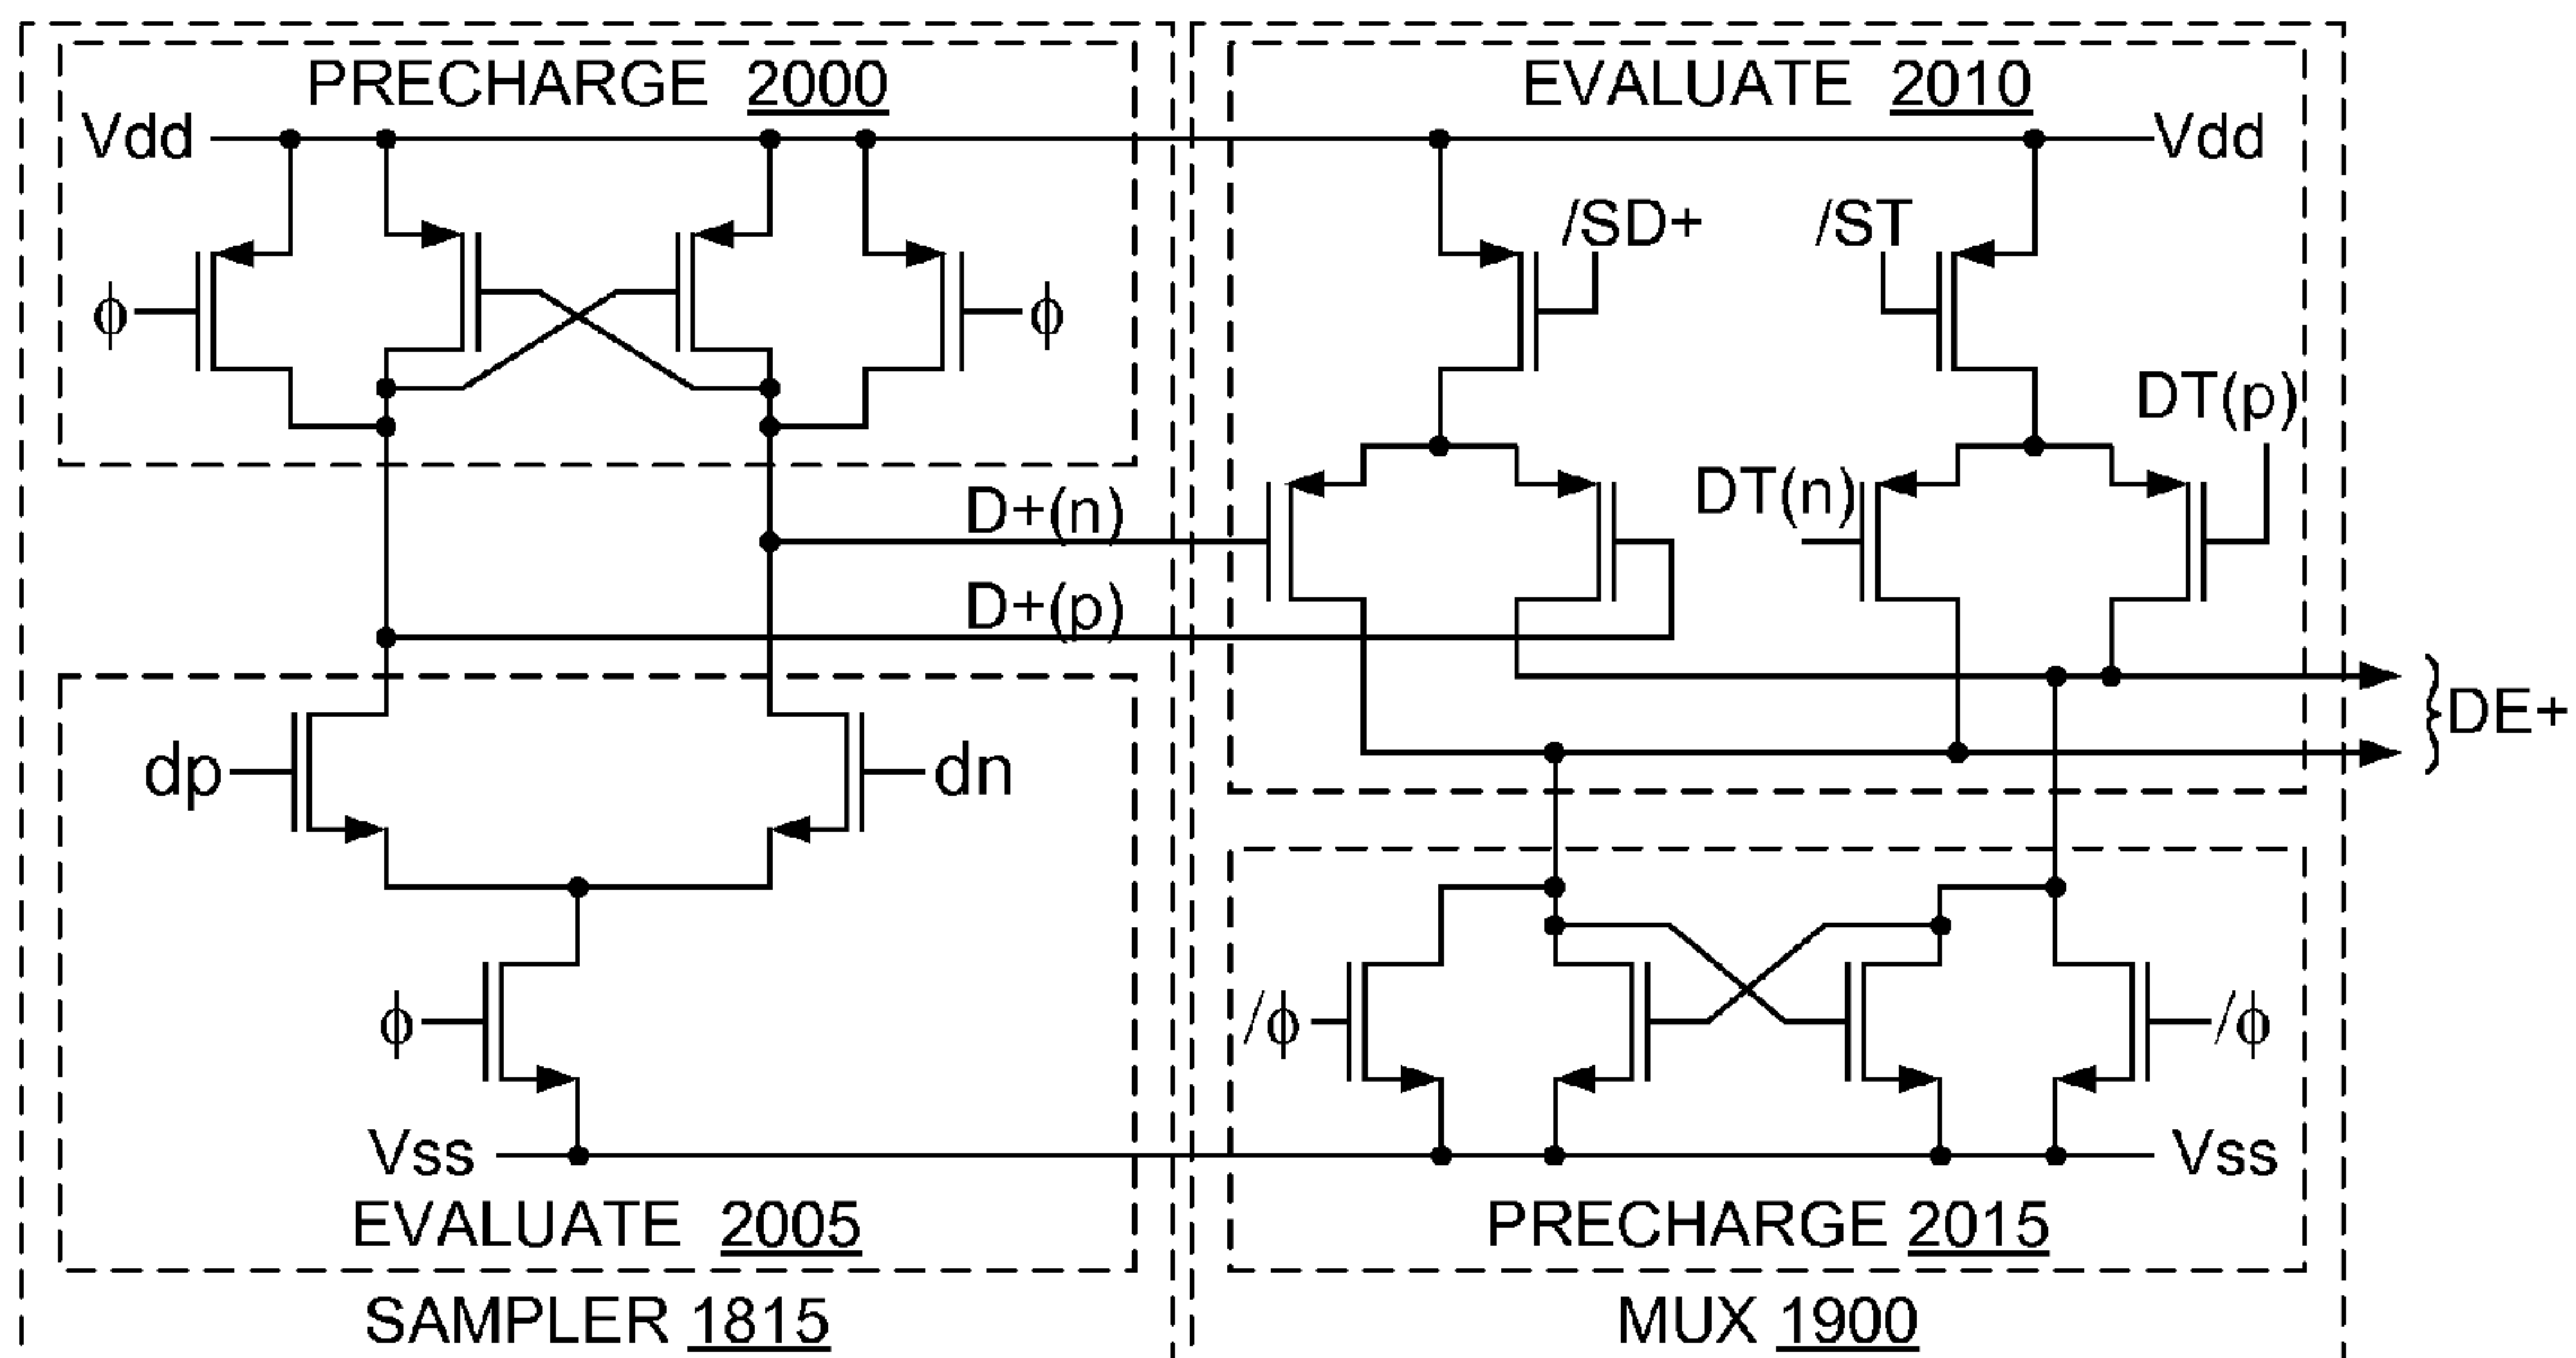 PRECHARGE 2000
EVALUATE 2010
Vdd
Vdd
/SD+
/ST
ϕ
ϕ
DT(p)
DT(n)
D+(n)
D+(p)
DE+
dp
dn
ϕ
/ϕ
/ϕ
Vss
Vss
EVALUATE 2005
PRECHARGE 2015
SAMPLER 1815
MUX 1900